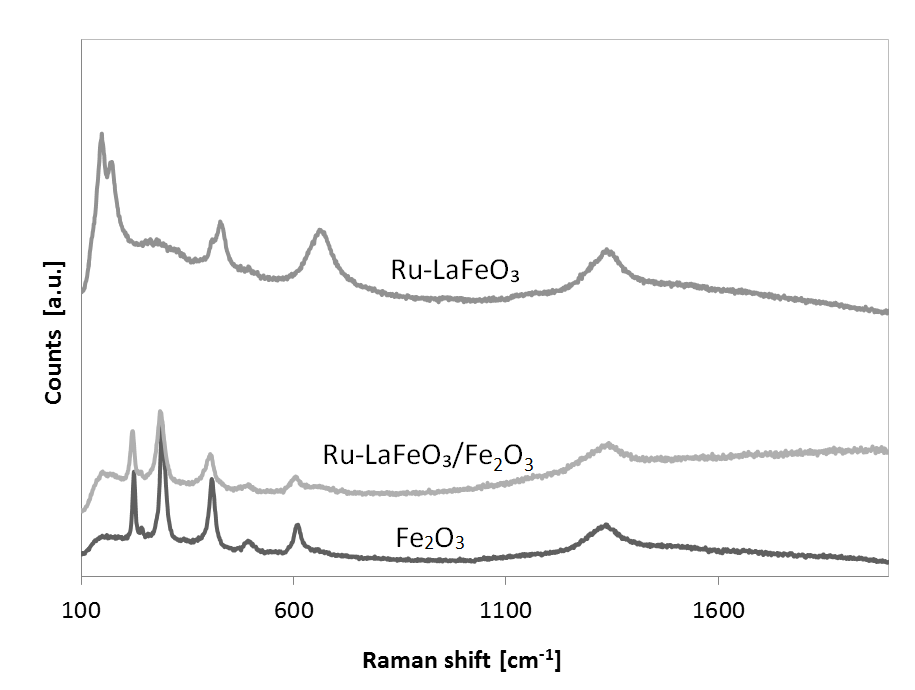 Ru-LaFeO₃
Ru-LaFeO₃/Fe₂O₃
Fe₂O₃
Counts [a.u.]
100 600 1100 1600
Raman shift [cm⁻¹]